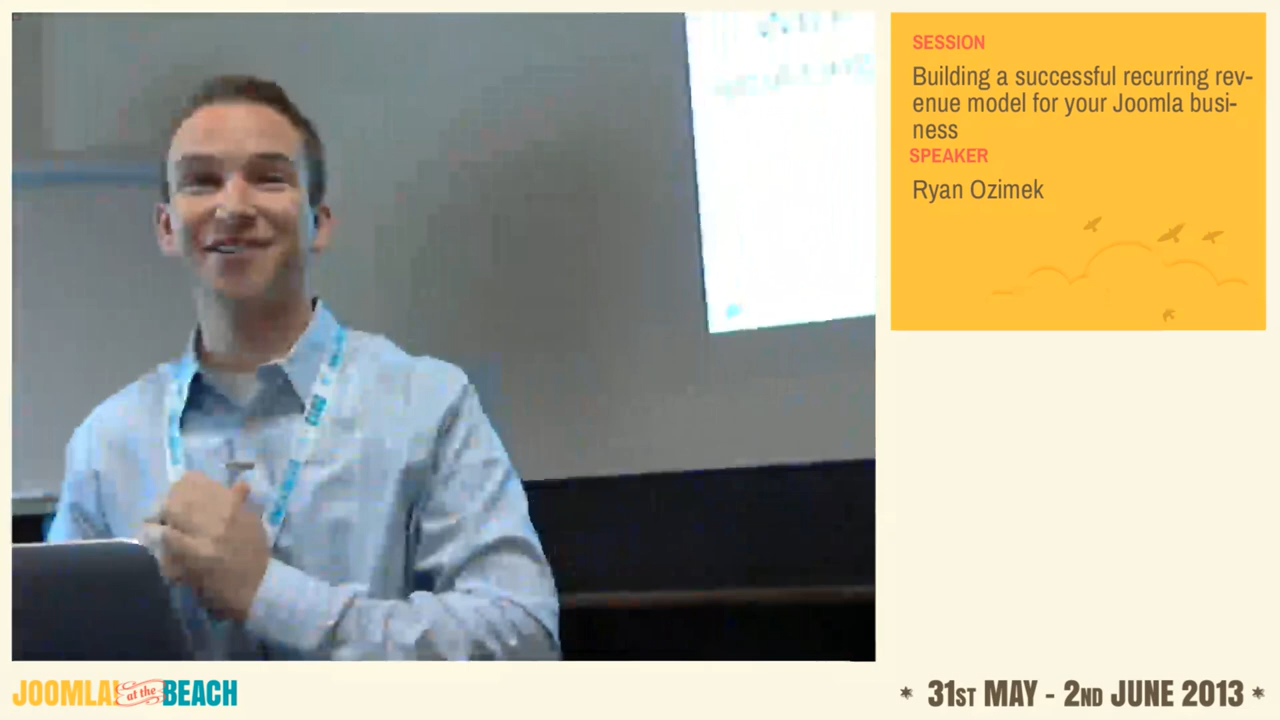 SESSION
Building a successful recurring rev-
enue model for your Joomla busi-
ness
SPEAKER
Ryan Ozimek
JOOMLA! at the BEACH
* 31ST MAY - 2ND JUNE 2013 *